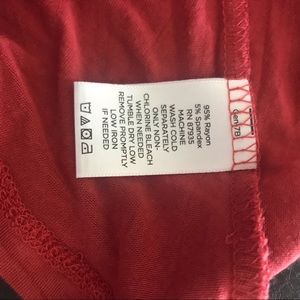 95% Rayon
5% Spandex
RN 87935
MACHINE
WASH COLD
SEPARATELY
ONLY NON-
CHLORINE BLEACH
WHEN NEEDED
TUMBLE DRY LOW
REMOVE PROMPTLY
LOW IRON
IF NEEDED